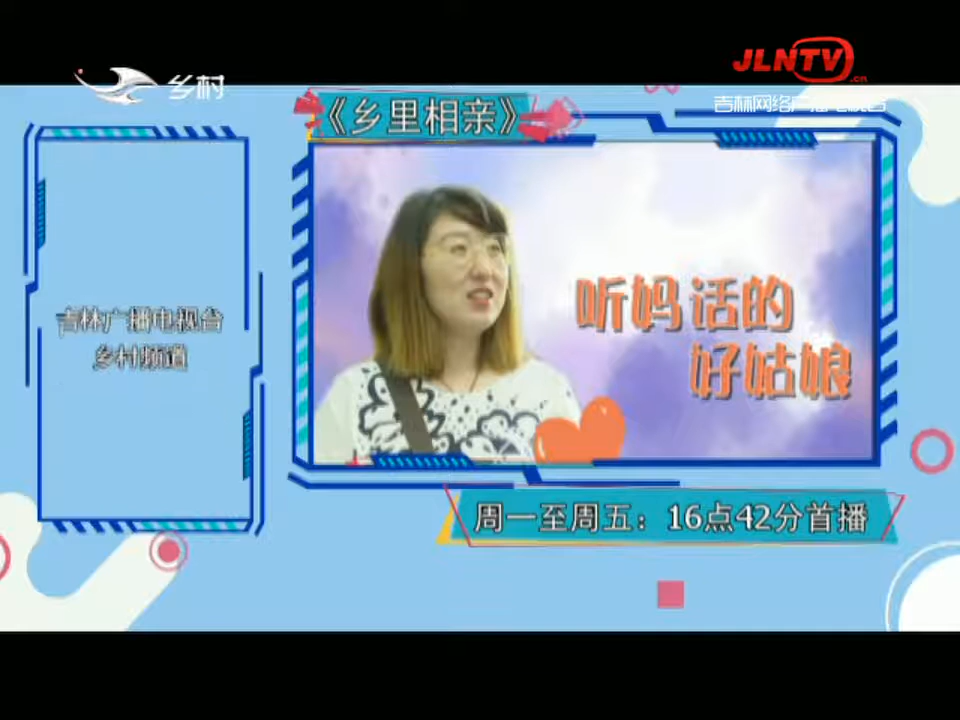 乡村
JLNTV
.cn
吉林网络广播电视台
《乡里相亲》
听妈话的
好姑娘
吉林广播电视台
乡村频道
周一至周五：16点42分首播